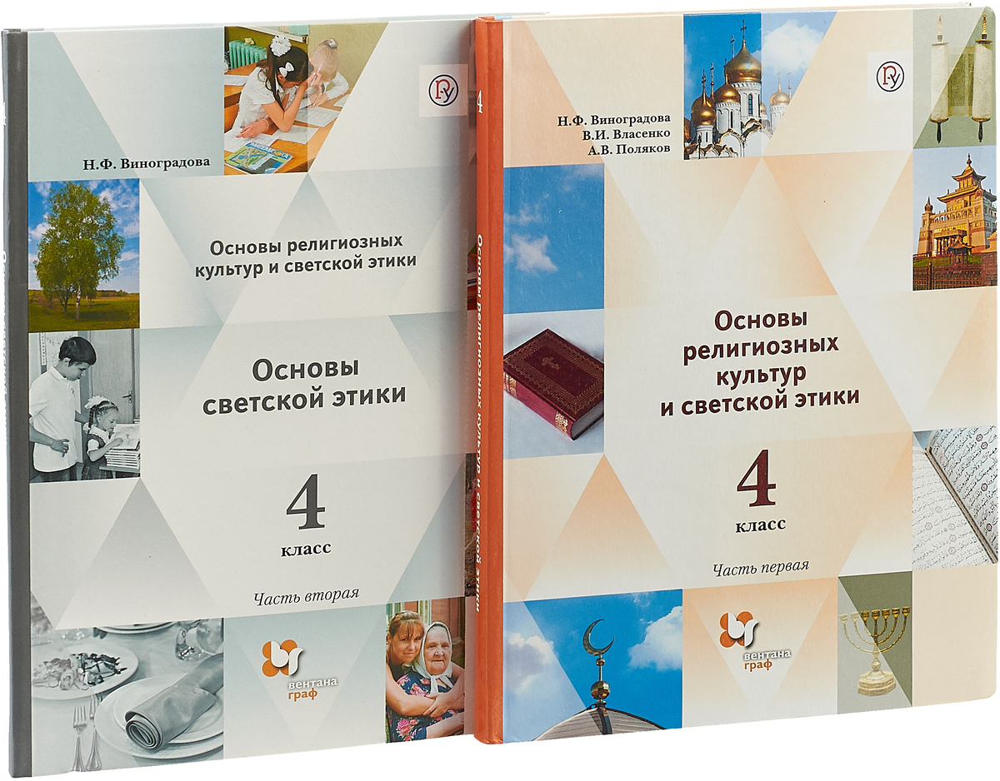 Н.Ф. Виноградова
Основы религиозных
культур и светской этики
Основы
светской этики
4
класс
Часть вторая
вентана
граф
4
Основы религиозных культур и светской этики
РУ
Н.Ф. Виноградова
В.И. Власенко
А.В. Поляков
Основы
религиозных
культур
и светской этики
4
класс
Часть первая
вентана
граф